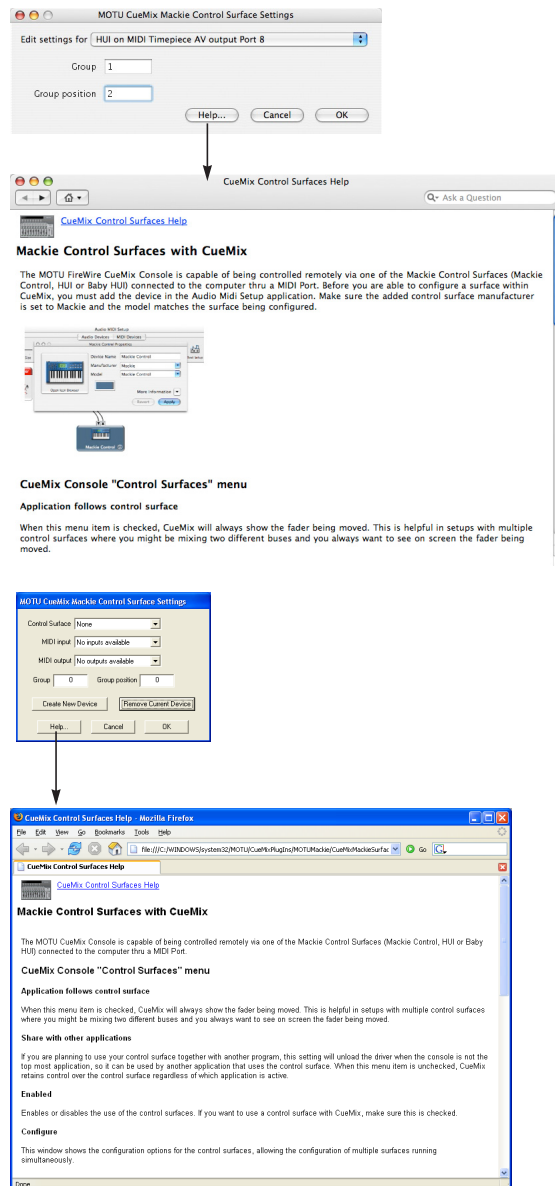 MOTU CueMix Mackie Control Surface Settings
Edit settings for HUI on MIDI Timepiece AV output Port 8
Group 1
Group position 2
Help... Cancel OK
CueMix Control Surfaces Help
Q- Ask a Question
CueMix Control Surfaces Help
Mackie Control Surfaces with CueMix
The MOTU FireWire CueMix Console is capable of being controlled remotely via one of the Mackie Control Surfaces (Mackie
Control, HUI or Baby HUI) connected to the computer thru a MIDI Port. Before you are able to configure a surface within
CueMix, you must add the device in the Audio Midi Setup application. Make sure the added control surface manufacturer
is set to Mackie and the model matches the surface being configured.
Audio MIDI Setup
Audio Devices MIDI Devices
Mackie Control Properties
Device Name: Mackie Control
Manufacturer: Mackie
Model: Mackie Control
More Information
Revert Apply
Mackie Control
CueMix Console "Control Surfaces" menu
Application follows control surface
When this menu item is checked, CueMix will always show the fader being moved. This is helpful in setups with multiple
control surfaces where you might be mixing two different buses and you always want to see on screen the fader being
moved.
MOTU CueMix Mackie Control Surface Settings
Control Surface None
MIDI input No inputs available
MIDI output No outputs available
Group 0 Group position 0
Create New Device Remove Current Device
Help... Cancel OK
CueMix Control Surfaces Help - Mozilla Firefox
File Edit View Go Bookmarks Tools Help
file:///C:/WINDOWS/system32/MOTU/CueMixPlugIns/MOTUMackie/CueMixMackieSurfac Go
CueMix Control Surfaces Help
CueMix Control Surfaces Help
Mackie Control Surfaces with CueMix
The MOTU CueMix Console is capable of being controlled remotely via one of the Mackie Control Surfaces (Mackie Control, HUI or Baby
HUI) connected to the computer thru a MIDI Port.
CueMix Console "Control Surfaces" menu
Application follows control surface
When this menu item is checked, CueMix will always show the fader being moved. This is helpful in setups with multiple control surfaces
where you might be mixing two different buses and you always want to see on screen the fader being moved.
Share with other applications
If you are planning to use your control surface together with another program, this setting will unload the driver when the console is not the
top most application, so it can be used by another application that uses the control surface. When this menu item is unchecked, CueMix
retains control over the control surface regardless of which application is active.
Enabled
Enables or disables the use of the control surfaces. If you want to use a control surface with CueMix, make sure this is checked.
Configure
This window shows the configuration options for the control surfaces, allowing the configuration of multiple surfaces running
simultaneously.
Done